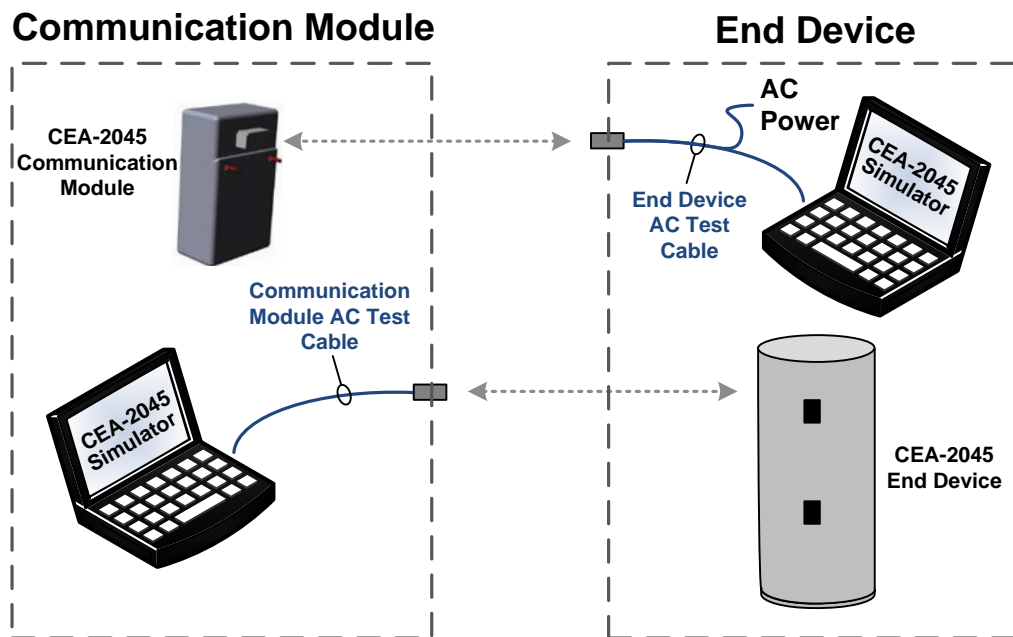 Communication Module
End Device
CEA-2045
Communication
Module
AC
Power
CEA-2045
Simulator
End Device
AC Test
Cable
Communication
Module AC Test
Cable
CEA-2045
Simulator
CEA-2045
End Device